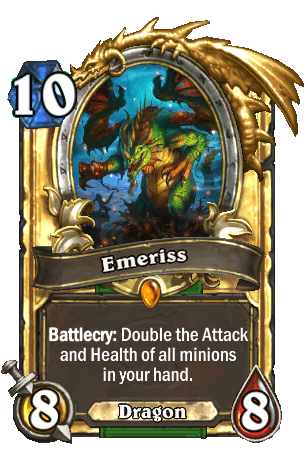 10
Emeriss
Battlecry: Double the Attack
and Health of all minions
in your hand.
8
Dragon
8